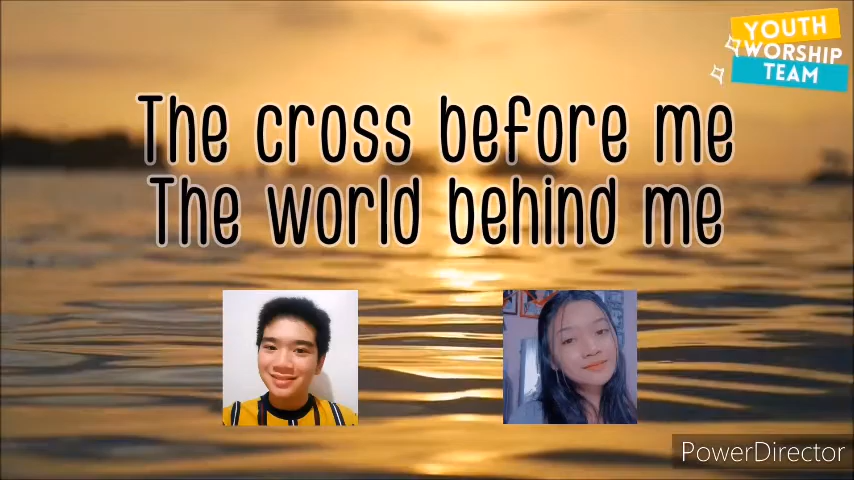 YOUTH
WORSHIP
TEAM
The cross before me
The world behind me
PowerDirector